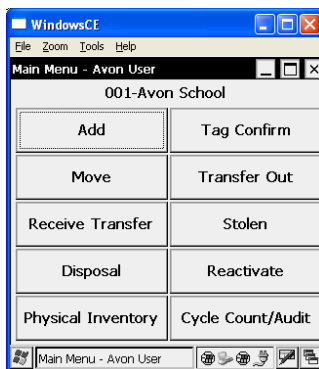 WindowsCE
File Zoom Tools Help
Main Menu - Avon User
001-Avon School
Add Tag Confirm
Move Transfer Out
Receive Transfer Stolen
Disposal Reactivate
Physical Inventory Cycle Count/Audit
Main Menu - Avon User